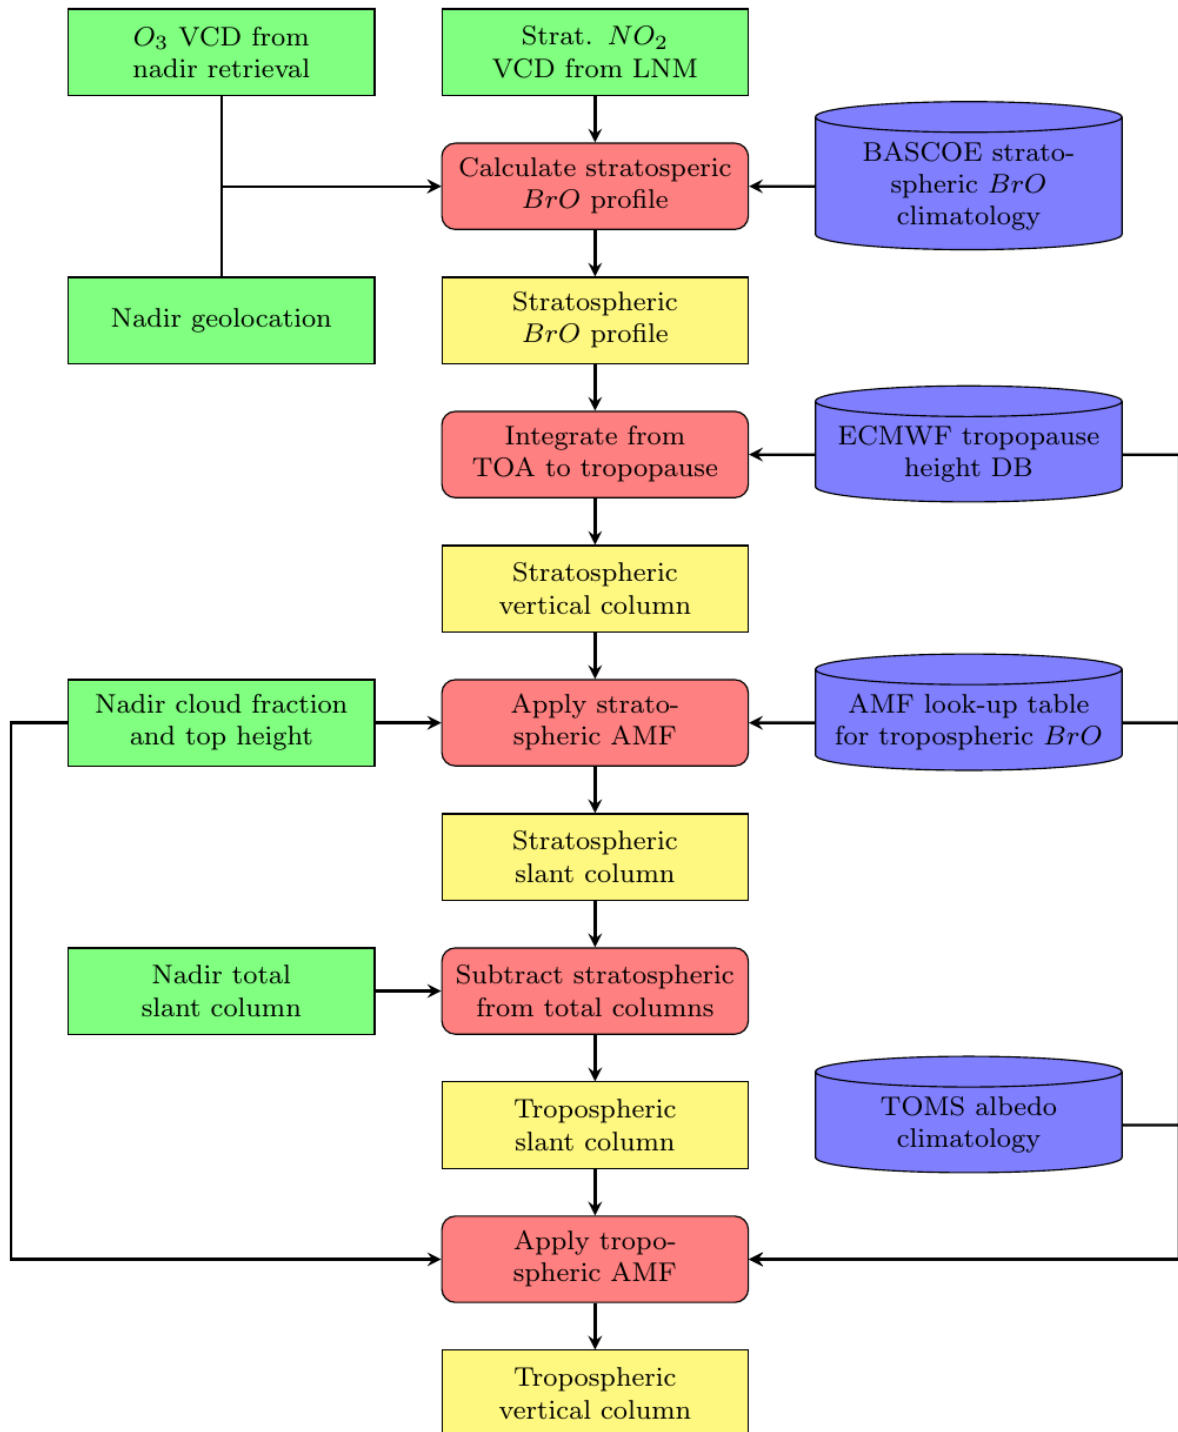 O3 VCD from
nadir retrieval
Strat. NO2
VCD from LNM
Calculate stratosperic
BrO profile
BASCOE strato-
spheric BrO
climatology
Nadir geolocation
Stratospheric
BrO profile
Integrate from
TOA to tropopause
ECMWF tropopause
height DB
Stratospheric
vertical column
Nadir cloud fraction
and top height
Apply strato-
spheric AMF
AMF look-up table
for tropospheric BrO
Stratospheric
slant column
Nadir total
slant column
Subtract stratospheric
from total columns
Tropospheric
slant column
TOMS albedo
climatology
Apply tropo-
spheric AMF
Tropospheric
vertical column